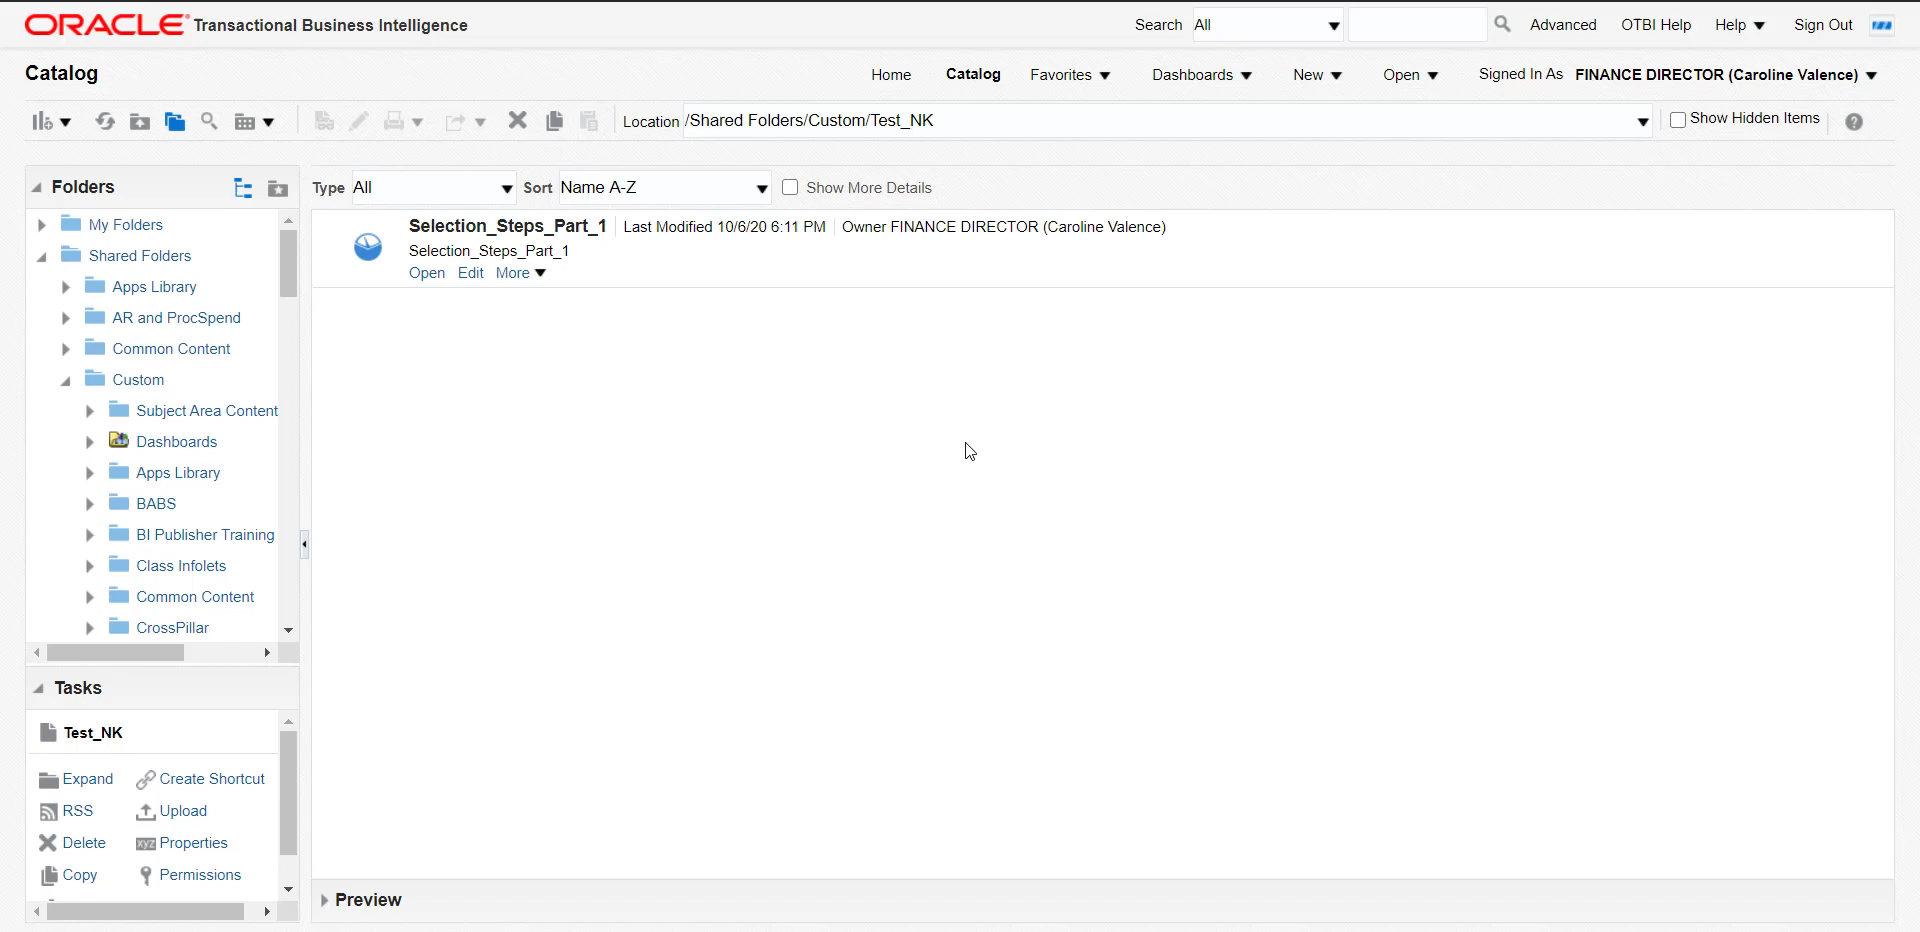 ORACLE Transactional Business Intelligence Search All Advanced OTBI Help Help Sign Out
Catalog Home Catalog Favorites Dashboards New Open Signed In As FINANCE DIRECTOR (Caroline Valence)
Location /Shared Folders/Custom/Test_NK Show Hidden Items
Folders
Type All Sort Name A-Z Show More Details
My Folders
Shared Folders
Apps Library
AR and ProcSpend
Common Content
Custom
Subject Area Content
Dashboards
Apps Library
BABS
BI Publisher Training
Class Infolets
Common Content
CrossPillar
Selection_Steps_Part_1 Last Modified 10/6/20 6:11 PM Owner FINANCE DIRECTOR (Caroline Valence)
Selection_Steps_Part_1
Open Edit More
Tasks
Test_NK
Expand Create Shortcut
RSS Upload
Delete xyz Properties
Copy Permissions
Preview